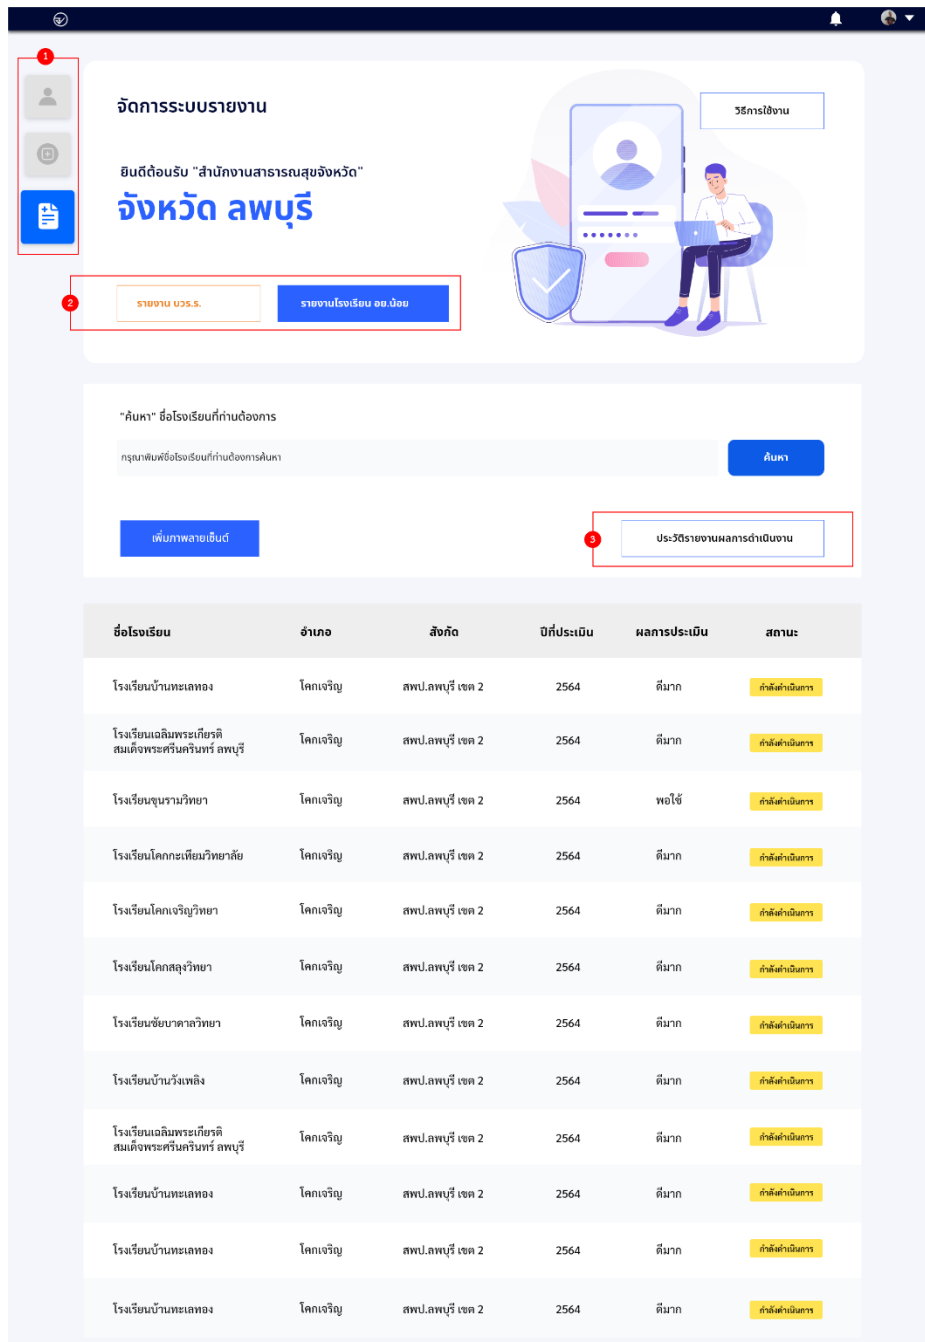 1
จัดการระบบรายงาน
วิธีการใช้งาน
ยินดีต้อนรับ "สำนักงานสาธารณสุขจังหวัด"
จังหวัด ลพบุรี
2
รายงาน บวร.ร.
รายงานโรงเรียน อย.น้อย
"ค้นหา" ชื่อโรงเรียนที่ท่านต้องการ
กรุณาพิมพ์ชื่อโรงเรียนที่ท่านต้องการค้นหา
ค้นหา
เพิ่มภาพลายเซ็นต์
3
ประวัติรายงานผลการดำเนินงาน
ชื่อโรงเรียน อำเภอ สังกัด ปีที่ประเมิน ผลการประเมิน สถานะ
โรงเรียนบ้านทะเลทอง โคกเจริญ สพป.ลพบุรี เขต 2 2564 ดีมาก กำลังดำเนินการ
โรงเรียนเฉลิมพระเกียรติ
สมเด็จพระศรีนครินทร์ ลพบุรี โคกเจริญ สพป.ลพบุรี เขต 2 2564 ดีมาก กำลังดำเนินการ
โรงเรียนขุนรามวิทยา โคกเจริญ สพป.ลพบุรี เขต 2 2564 พอใช้ กำลังดำเนินการ
โรงเรียนโคกกะเทียมวิทยาลัย โคกเจริญ สพป.ลพบุรี เขต 2 2564 ดีมาก กำลังดำเนินการ
โรงเรียนโคกเจริญวิทยา โคกเจริญ สพป.ลพบุรี เขต 2 2564 ดีมาก กำลังดำเนินการ
โรงเรียนโคกสลุงวิทยา โคกเจริญ สพป.ลพบุรี เขต 2 2564 ดีมาก กำลังดำเนินการ
โรงเรียนชัยบาดาลวิทยา โคกเจริญ สพป.ลพบุรี เขต 2 2564 ดีมาก กำลังดำเนินการ
โรงเรียนบ้านวังเพลิง โคกเจริญ สพป.ลพบุรี เขต 2 2564 ดีมาก กำลังดำเนินการ
โรงเรียนเฉลิมพระเกียรติ
สมเด็จพระศรีนครินทร์ ลพบุรี โคกเจริญ สพป.ลพบุรี เขต 2 2564 ดีมาก กำลังดำเนินการ
โรงเรียนบ้านทะเลทอง โคกเจริญ สพป.ลพบุรี เขต 2 2564 ดีมาก กำลังดำเนินการ
โรงเรียนบ้านทะเลทอง โคกเจริญ สพป.ลพบุรี เขต 2 2564 ดีมาก กำลังดำเนินการ
โรงเรียนบ้านทะเลทอง โคกเจริญ สพป.ลพบุรี เขต 2 2564 ดีมาก กำลังดำเนินการ